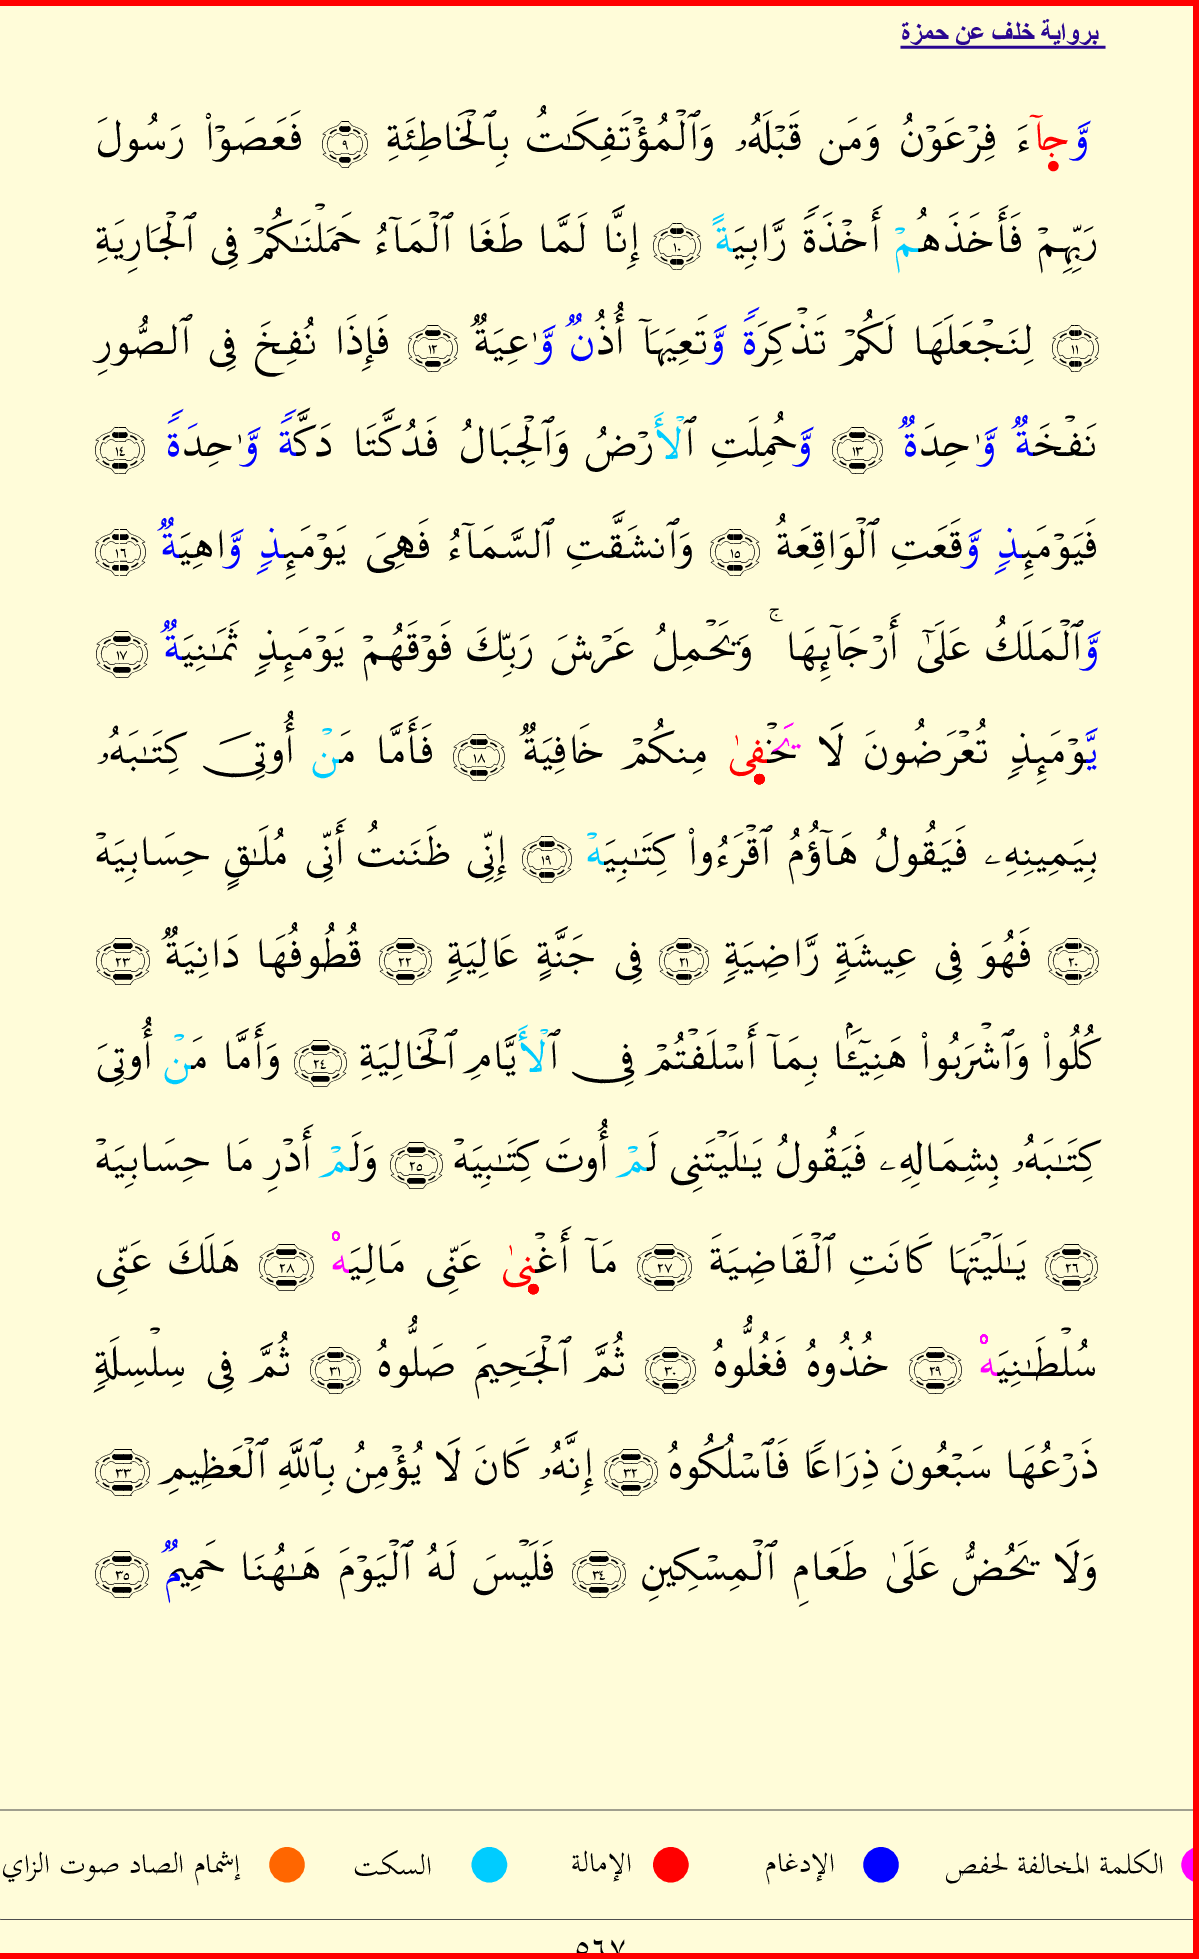 برواية خلف عن حمزة
وَّجِآءَ فِرْعَوْنُ وَمَن قَبْلَهُۥ وَٱلْمُؤْتَفِكَٰتُ بِٱلْخَاطِئَةِ ٩ فَعَصَوْا۟ رَسُولَ
رَبِّهِمْ فَأَخَذَهُمْ أَخْذَةً رَّابِيَةً ١٠ إِنَّا لَمَّا طَغَا ٱلْمَآءُ حَمَلْنَٰكُمْ فِى ٱلْجَارِيَةِ
١١ لِنَجْعَلَهَا لَكُمْ تَذْكِرَةً وَّتَعِيَهَآ أُذُنٌ وَّٰعِيَةٌ ١٢ فَإِذَا نُفِخَ فِى ٱلصُّورِ
نَفْخَةٌ وَّٰحِدَةٌ ١٣ وَّحُمِلَتِ ٱلْأَرْضُ وَٱلْجِبَالُ فَدُكَّتَا دَكَّةً وَّٰحِدَةً ١٤
فَيَوْمَئِذٍ وَّقَعَتِ ٱلْوَاقِعَةُ ١٥ وَٱنشَقَّتِ ٱلسَّمَآءُ فَهِىَ يَوْمَئِذٍ وَّاهِيَةٌ ١٦
وَّٱلْمَلَكُ عَلَىٰٓ أَرْجَآئِهَا ۚ وَيَحْمِلُ عَرْشَ رَبِّكَ فَوْقَهُمْ يَوْمَئِذٍ ثَمَٰنِيَةٌ ١٧
يَّوْمَئِذٍ تُعْرَضُونَ لَا يَخْفِىٰ مِنكُمْ خَافِيَةٌ ١٨ فَأَمَّا مَنْ أُوتِىَ كِتَٰبَهُۥ
بِيَمِينِهِۦ فَيَقُولُ هَآؤُمُ ٱقْرَءُوا۟ كِتَٰبِيَهْ ١٩ إِنِّى ظَنَنتُ أَنِّى مُلَٰقٍ حِسَابِيَهْ
٢٠ فَهُوَ فِى عِيشَةٍ رَّاضِيَةٍ ٢١ فِى جَنَّةٍ عَالِيَةٍ ٢٢ قُطُوفُهَا دَانِيَةٌ ٢٣
كُلُوا۟ وَٱشْرَبُوا۟ هَنِيٓـًٔا بِمَآ أَسْلَفْتُمْ فِى ٱلْأَيَّامِ ٱلْخَالِيَةِ ٢٤ وَأَمَّا مَنْ أُوتِىَ
كِتَٰبَهُۥ بِشِمَالِهِۦ فَيَقُولُ يَٰلَيْتَنِى لَمْ أُوتَ كِتَٰبِيَهْ ٢٥ وَلَمْ أَدْرِ مَا حِسَابِيَهْ
٢٦ يَٰلَيْتَهَا كَانَتِ ٱلْقَاضِيَةَ ٢٧ مَآ أَغْنِىٰ عَنِّى مَالِيَهْ ٢٨ هَلَكَ عَنِّى
سُلْطَٰنِيَهْ ٢٩ خُذُوهُ فَغُلُّوهُ ٣٠ ثُمَّ ٱلْجَحِيمَ صَلُّوهُ ٣١ ثُمَّ فِى سِلْسِلَةٍ
ذَرْعُهَا سَبْعُونَ ذِرَاعًا فَٱسْلُكُوهُ ٣٢ إِنَّهُۥ كَانَ لَا يُؤْمِنُ بِٱللَّهِ ٱلْعَظِيمِ ٣٣
وَلَا يَحُضُّ عَلَىٰ طَعَامِ ٱلْمِسْكِينِ ٣٤ فَلَيْسَ لَهُ ٱلْيَوْمَ هَٰهُنَا حَمِيمٌ ٣٥
الكلمة المخالفة لحفص الإدغام الإمالة السكت إشمام الصاد صوت الزاي
٥٦٧